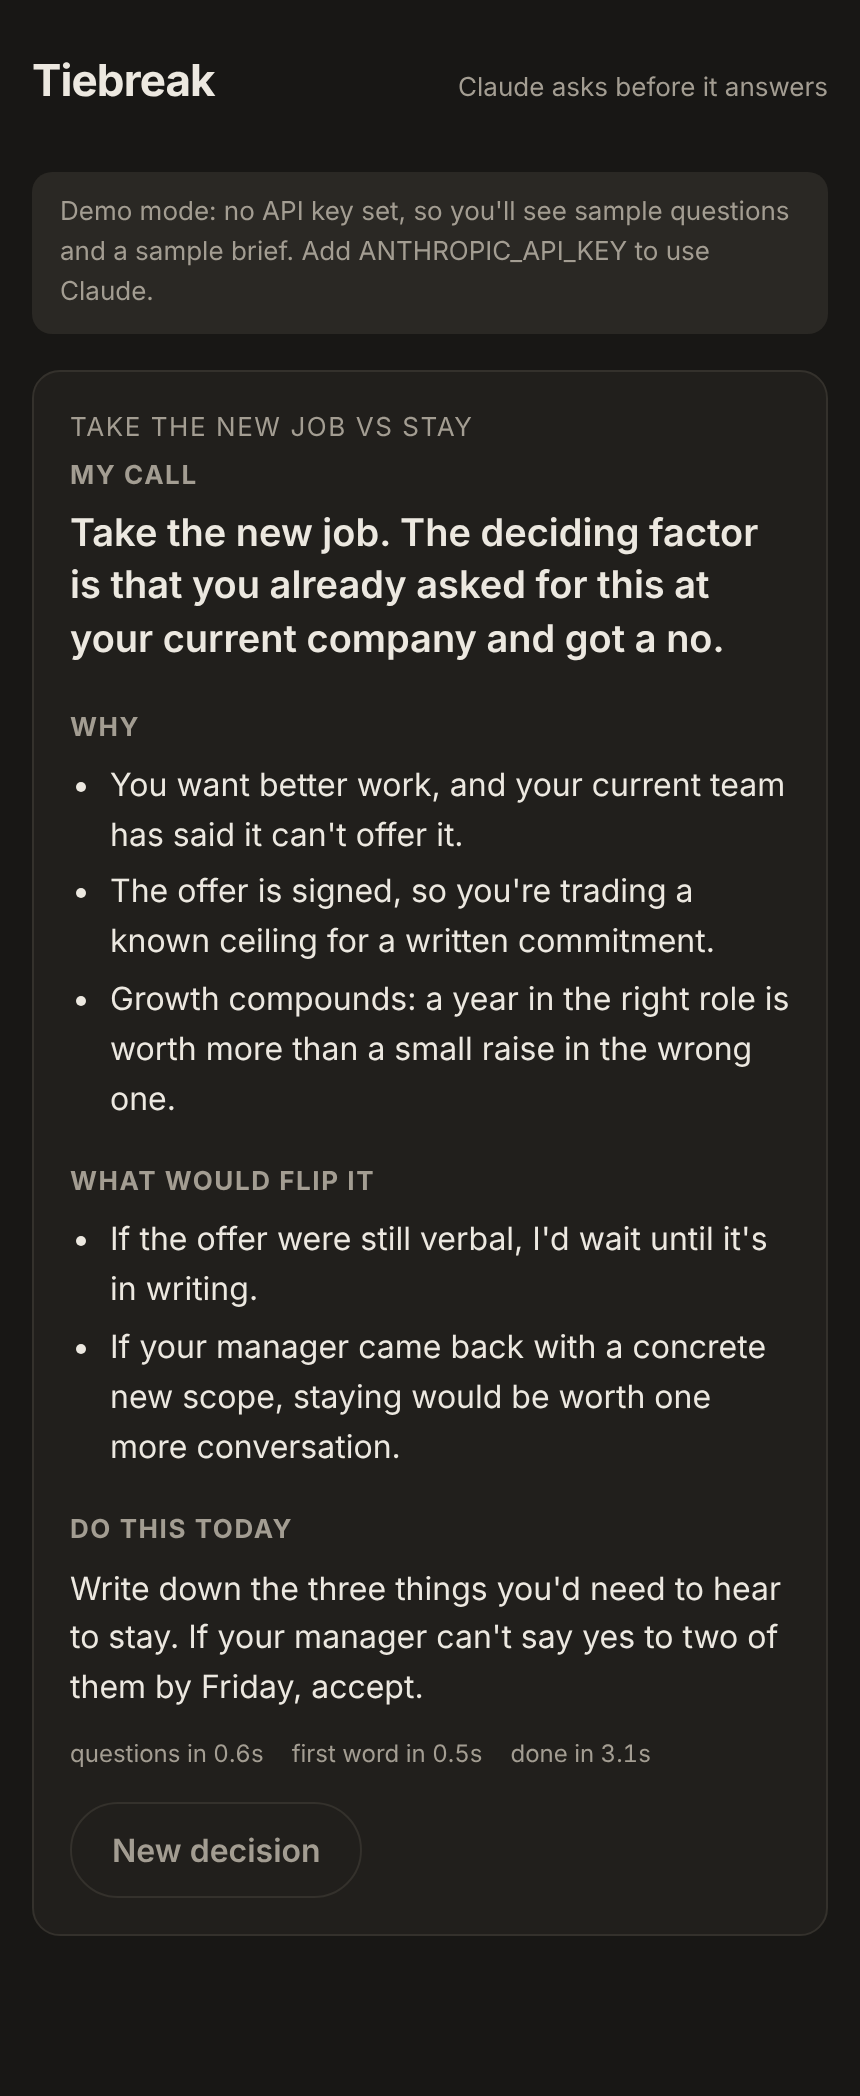 Tiebreak
Claude asks before it answers
Demo mode: no API key set, so you'll see sample questions
and a sample brief. Add ANTHROPIC_API_KEY to use
Claude.
TAKE THE NEW JOB VS STAY
MY CALL
Take the new job. The deciding factor
is that you already asked for this at
your current company and got a no.
WHY
• You want better work, and your current team
has said it can't offer it.
• The offer is signed, so you're trading a
known ceiling for a written commitment.
• Growth compounds: a year in the right role is
worth more than a small raise in the wrong
one.
WHAT WOULD FLIP IT
• If the offer were still verbal, I'd wait until it's
in writing.
• If your manager came back with a concrete
new scope, staying would be worth one
more conversation.
DO THIS TODAY
Write down the three things you'd need to hear
to stay. If your manager can't say yes to two of
them by Friday, accept.
questions in 0.6s first word in 0.5s done in 3.1s
New decision